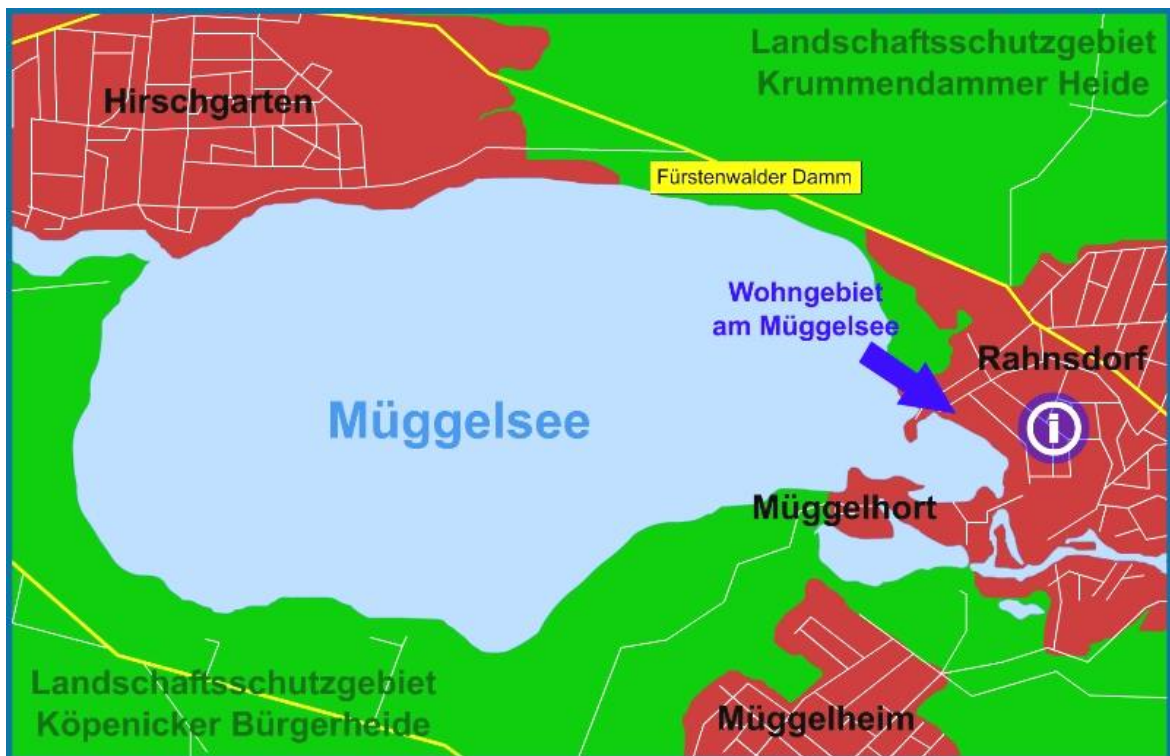 Landschaftsschutzgebiet
Krummendammer Heide
Hirschgarten
Fürstenwalder Damm
Wohngebiet
am Müggelsee
Rahnsdorf
Müggelsee
i
Müggelhort
Landschaftsschutzgebiet
Köpenicker Bürgerheide
Müggelheim